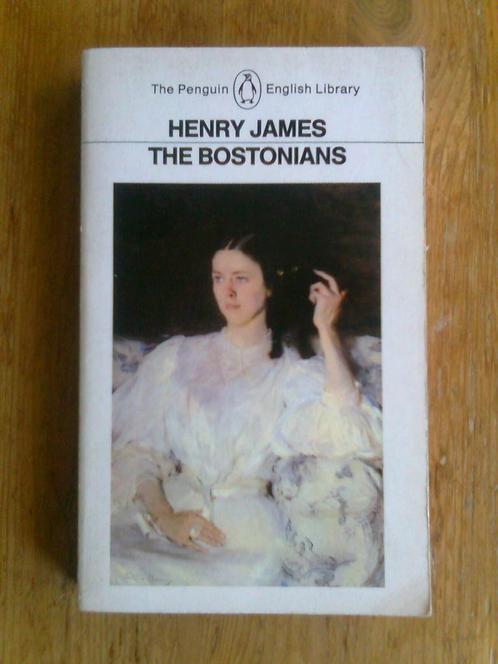 The Penguin English Library
HENRY JAMES
THE BOSTONIANS